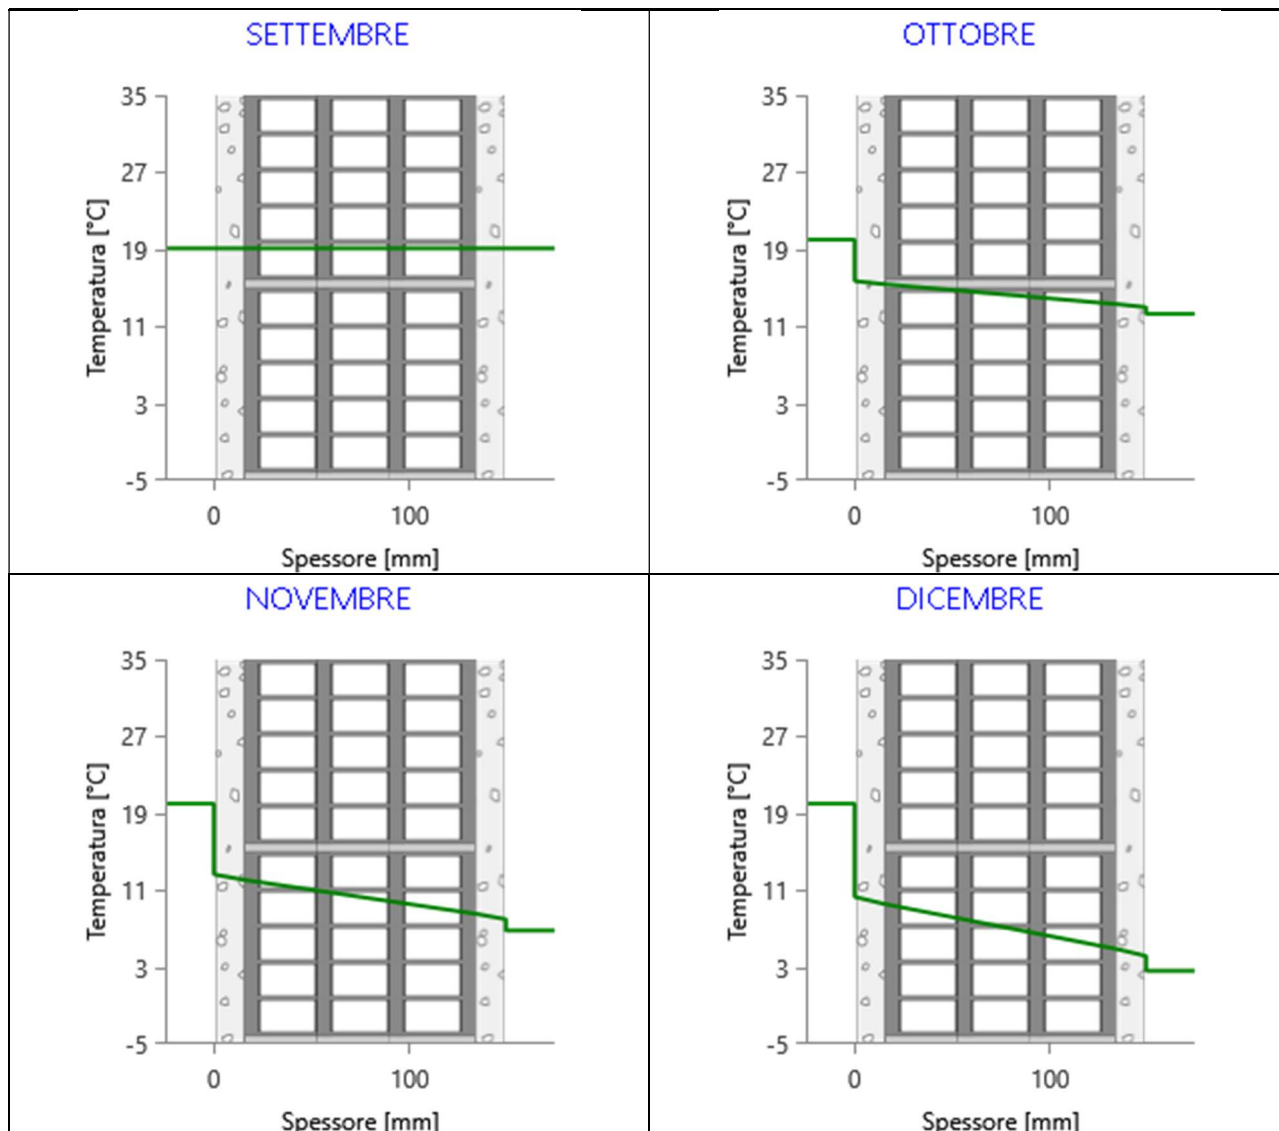 SETTEMBRE
35
27
19
11
3
-5
Temperatura [°C]
0
100
Spessore [mm]
OTTOBRE
35
27
19
11
3
-5
Temperatura [°C]
0
100
Spessore [mm]
NOVEMBRE
35
27
19
11
3
-5
Temperatura [°C]
0
100
Spessore [mm]
DICEMBRE
35
27
19
11
3
-5
Temperatura [°C]
0
100
Spessore [mm]